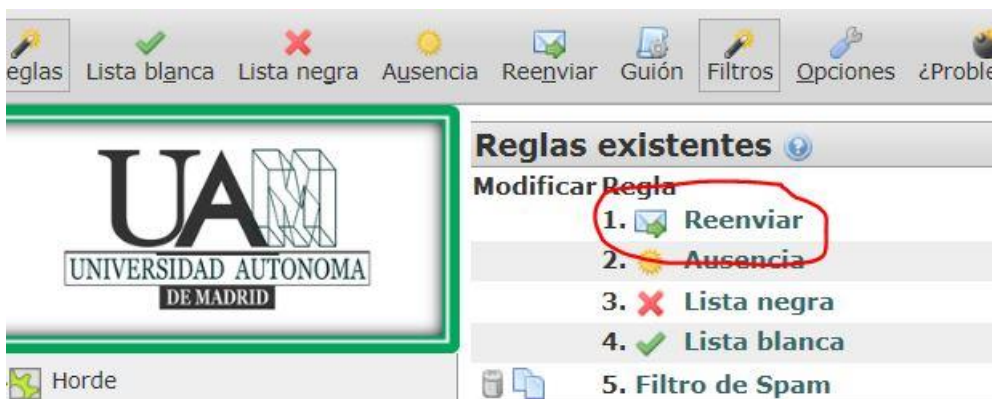 eglas Lista blanca Lista negra Ausencia Reenviar Guión Filtros Opciones ¿Proble
UAM
UNIVERSIDAD AUTONOMA
DE MADRID
Reglas existentes
Modificar Regla
1. Reenviar
2. Ausencia
3. Lista negra
4. Lista blanca
5. Filtro de Spam
Horde